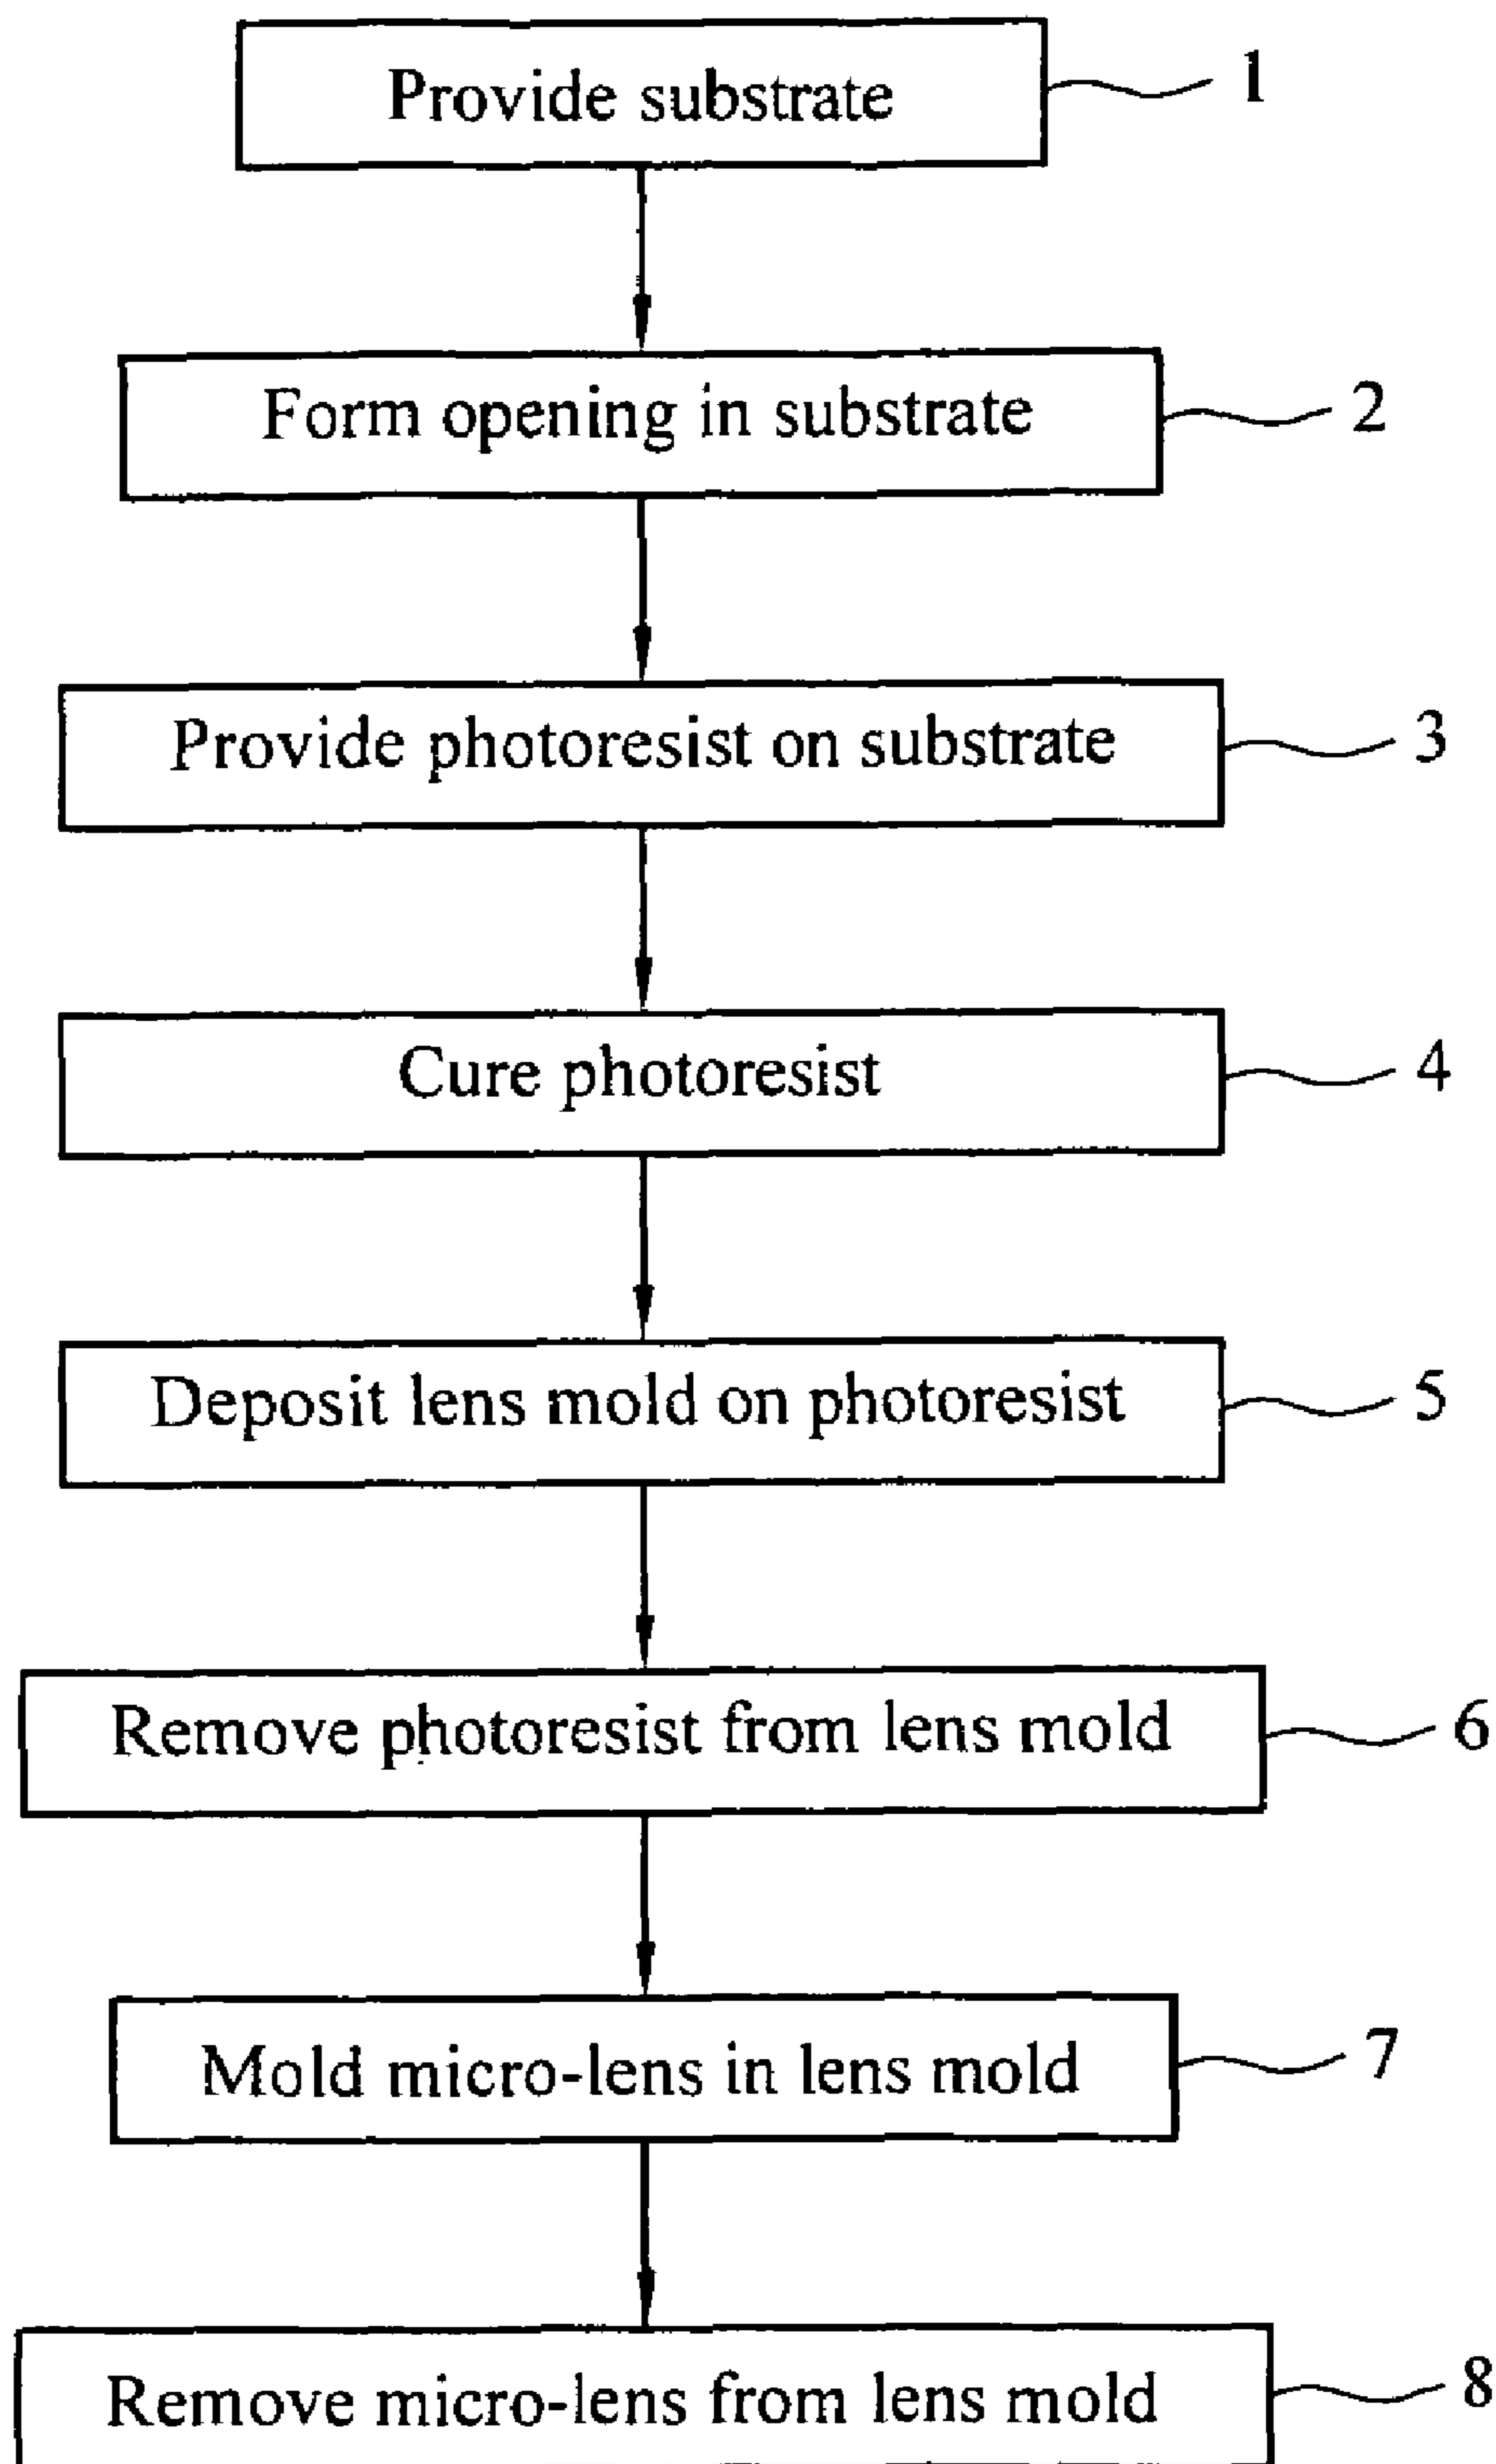 Provide substrate 1
Form opening in substrate 2
Provide photoresist on substrate 3
Cure photoresist 4
Deposit lens mold on photoresist 5
Remove photoresist from lens mold 6
Mold micro-lens in lens mold 7
Remove micro-lens from lens mold 8